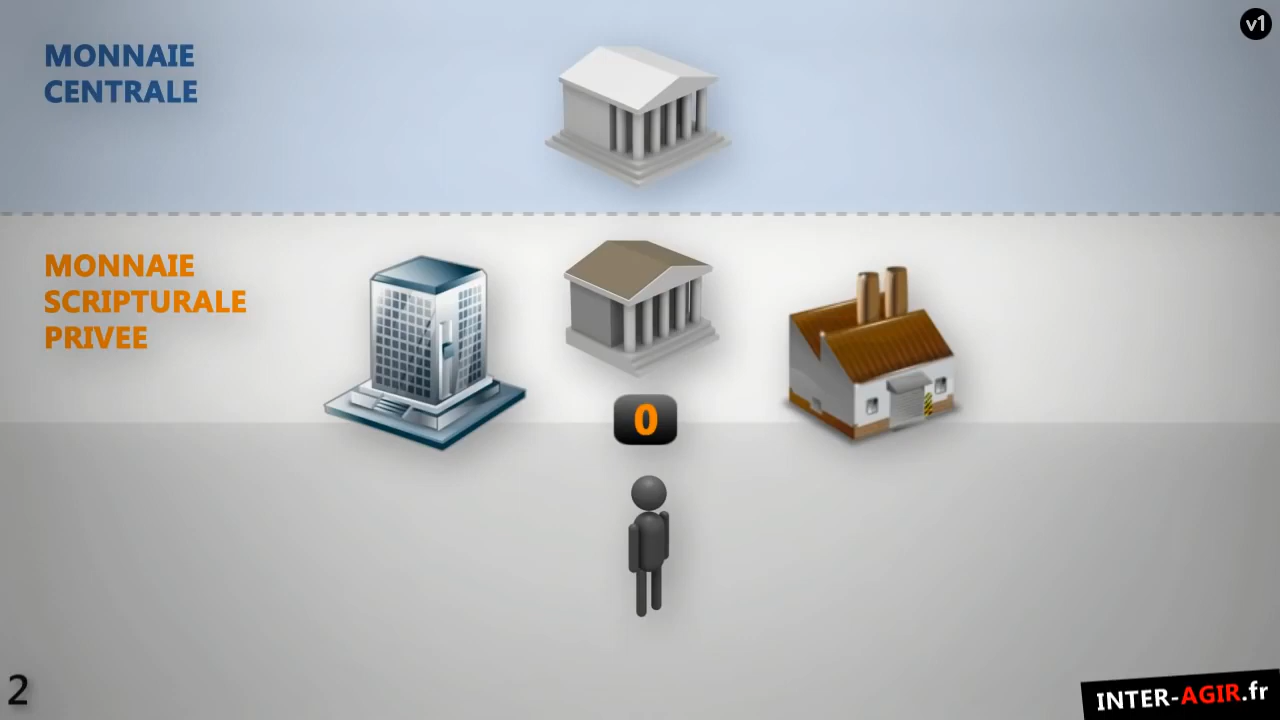 v1
MONNAIE
CENTRALE
MONNAIE
SCRIPTURALE
PRIVEE
0
2
INTER-AGIR.fr